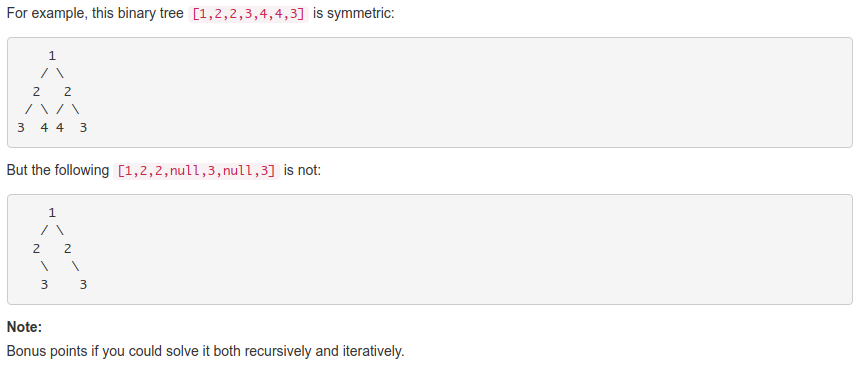 For example, this binary tree [1,2,2,3,4,4,3] is symmetric:
    1
   / \
  2   2
 / \ / \
3  4 4  3
But the following [1,2,2,null,3,null,3] is not:
    1
   / \
  2   2
   \   \
   3    3
Note:
Bonus points if you could solve it both recursively and iteratively.